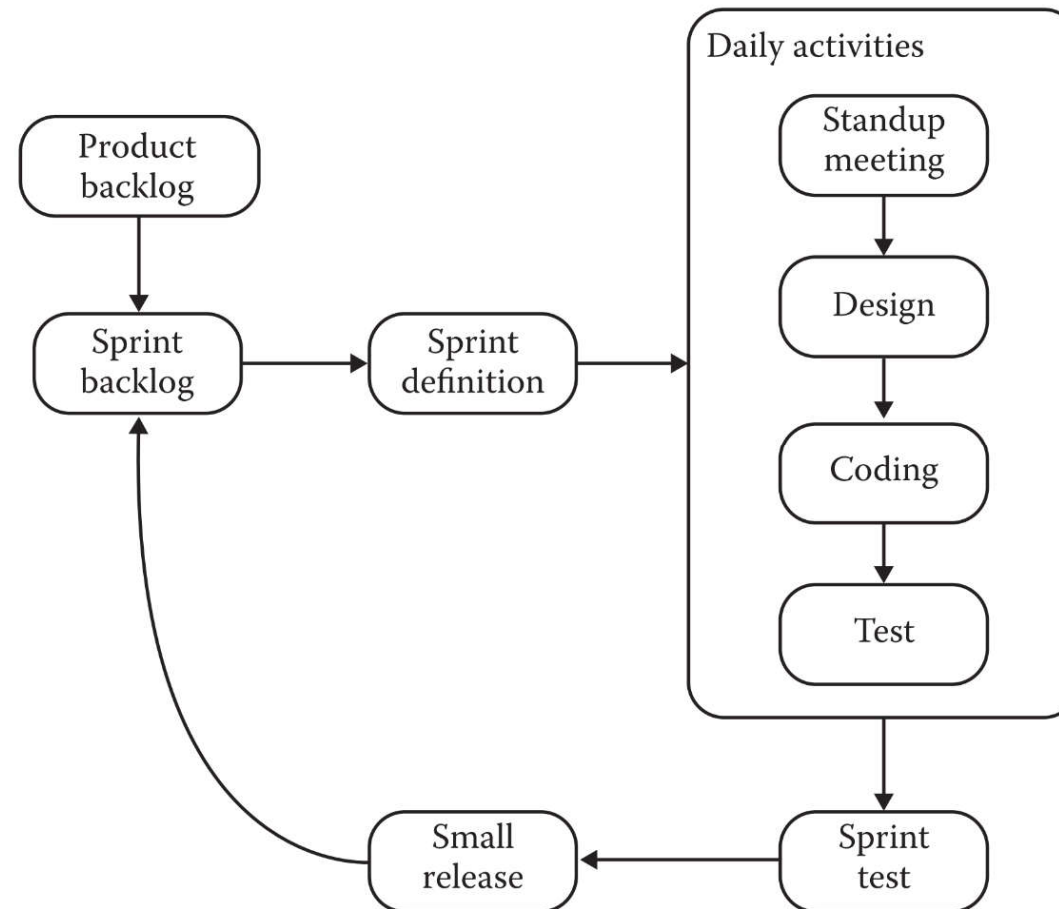 Daily activities
Standup
meeting
Product
backlog
Design
Sprint
backlog
Sprint
definition
Coding
Test
Small
release
Sprint
test